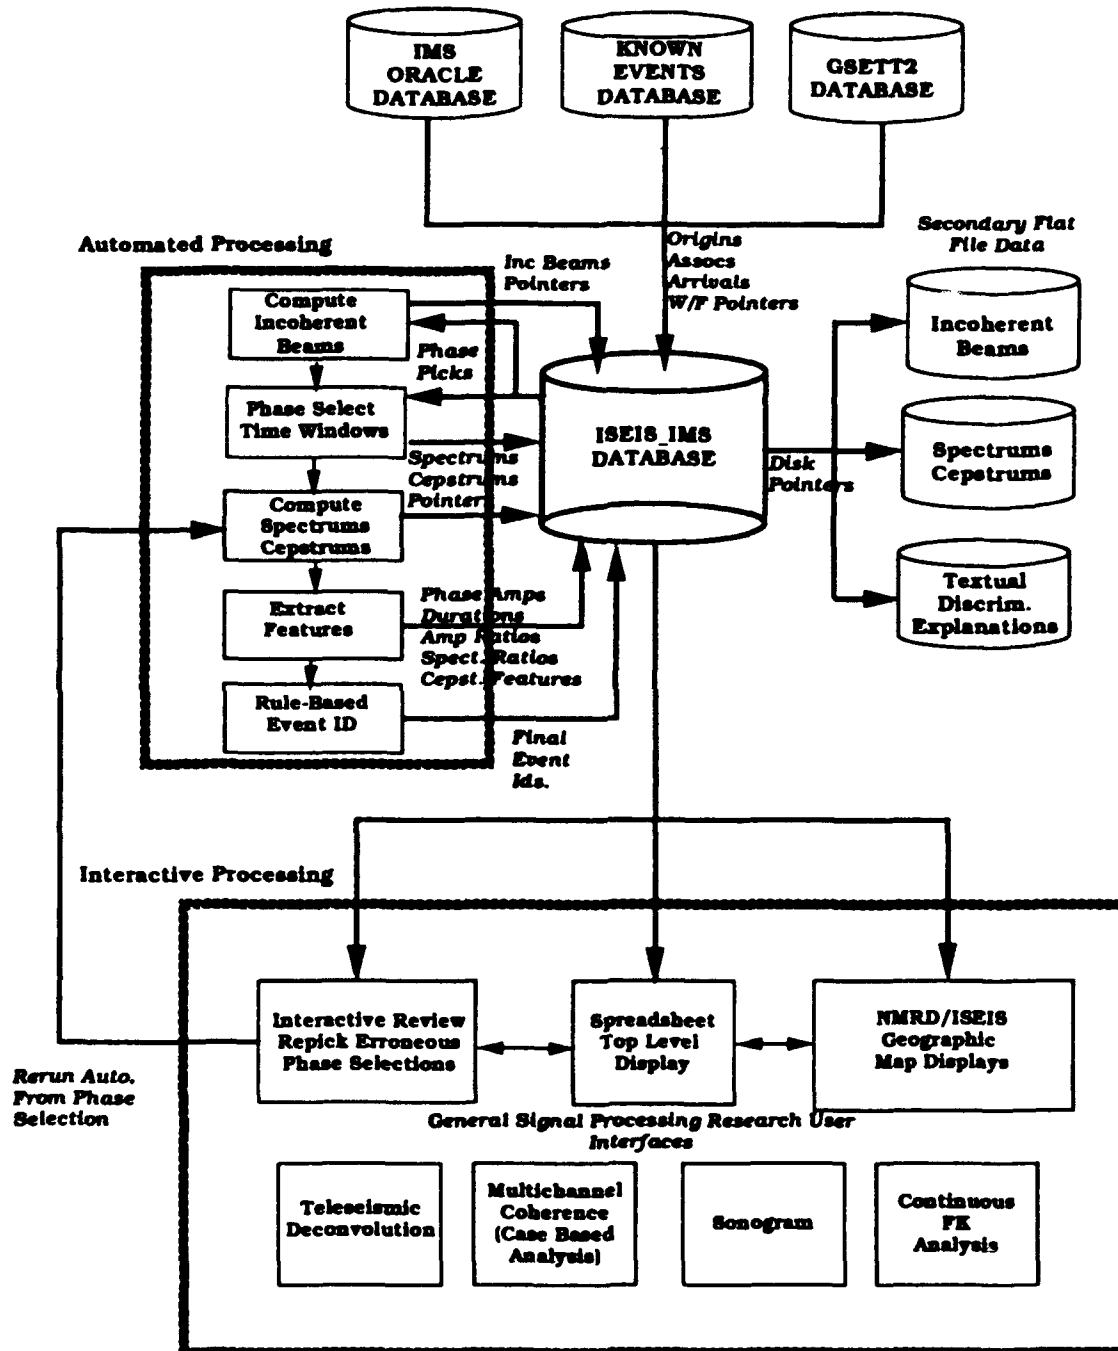 IMS
ORACLE
DATABASE
KNOWN
EVENTS
DATABASE
GSETT2
DATABASE
Automated Processing
Inc Beams
Pointers
Origins
Assocs
Arrivals
W/F Pointers
Secondary Flat
File Data
Compute
Incoherent
Beams
Phase
Picks
Phase Select
Time Windows
Spectrums
Cepstrums
Pointer
Compute
Spectrums
Cepstrums
ISEIS_IMS
DATABASE
Disk
Pointers
Incoherent
Beams
Spectrums
Cepstrums
Textual
Discrim.
Explanations
Extract
Features
Phase Amps
Durations
Amp Ratios
Spect. Ratios
Cepst. Features
Rule-Based
Event ID
Final
Event
Ids.
Interactive Processing
Interactive Review
Repick Erroneous
Phase Selections
Spreadsheet
Top Level
Display
NMRD/ISEIS
Geographic
Map Displays
Rerun Auto.
From Phase
Selection
General Signal Processing Research User
Interfaces
Teleseismic
Deconvolution
Multichannel
Coherence
(Case Based
Analysis)
Sonogram
Continuous
FK
Analysis